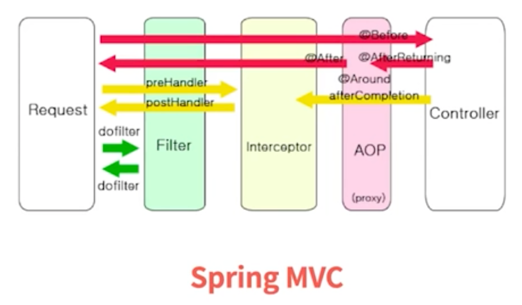 @Before
@After
@AfterReturning
preHandler
@Around
postHandler
afterCompletion
Request
Controller
dofilter
Filter
Interceptor
AOP
dofilter
(proxy)
Spring MVC